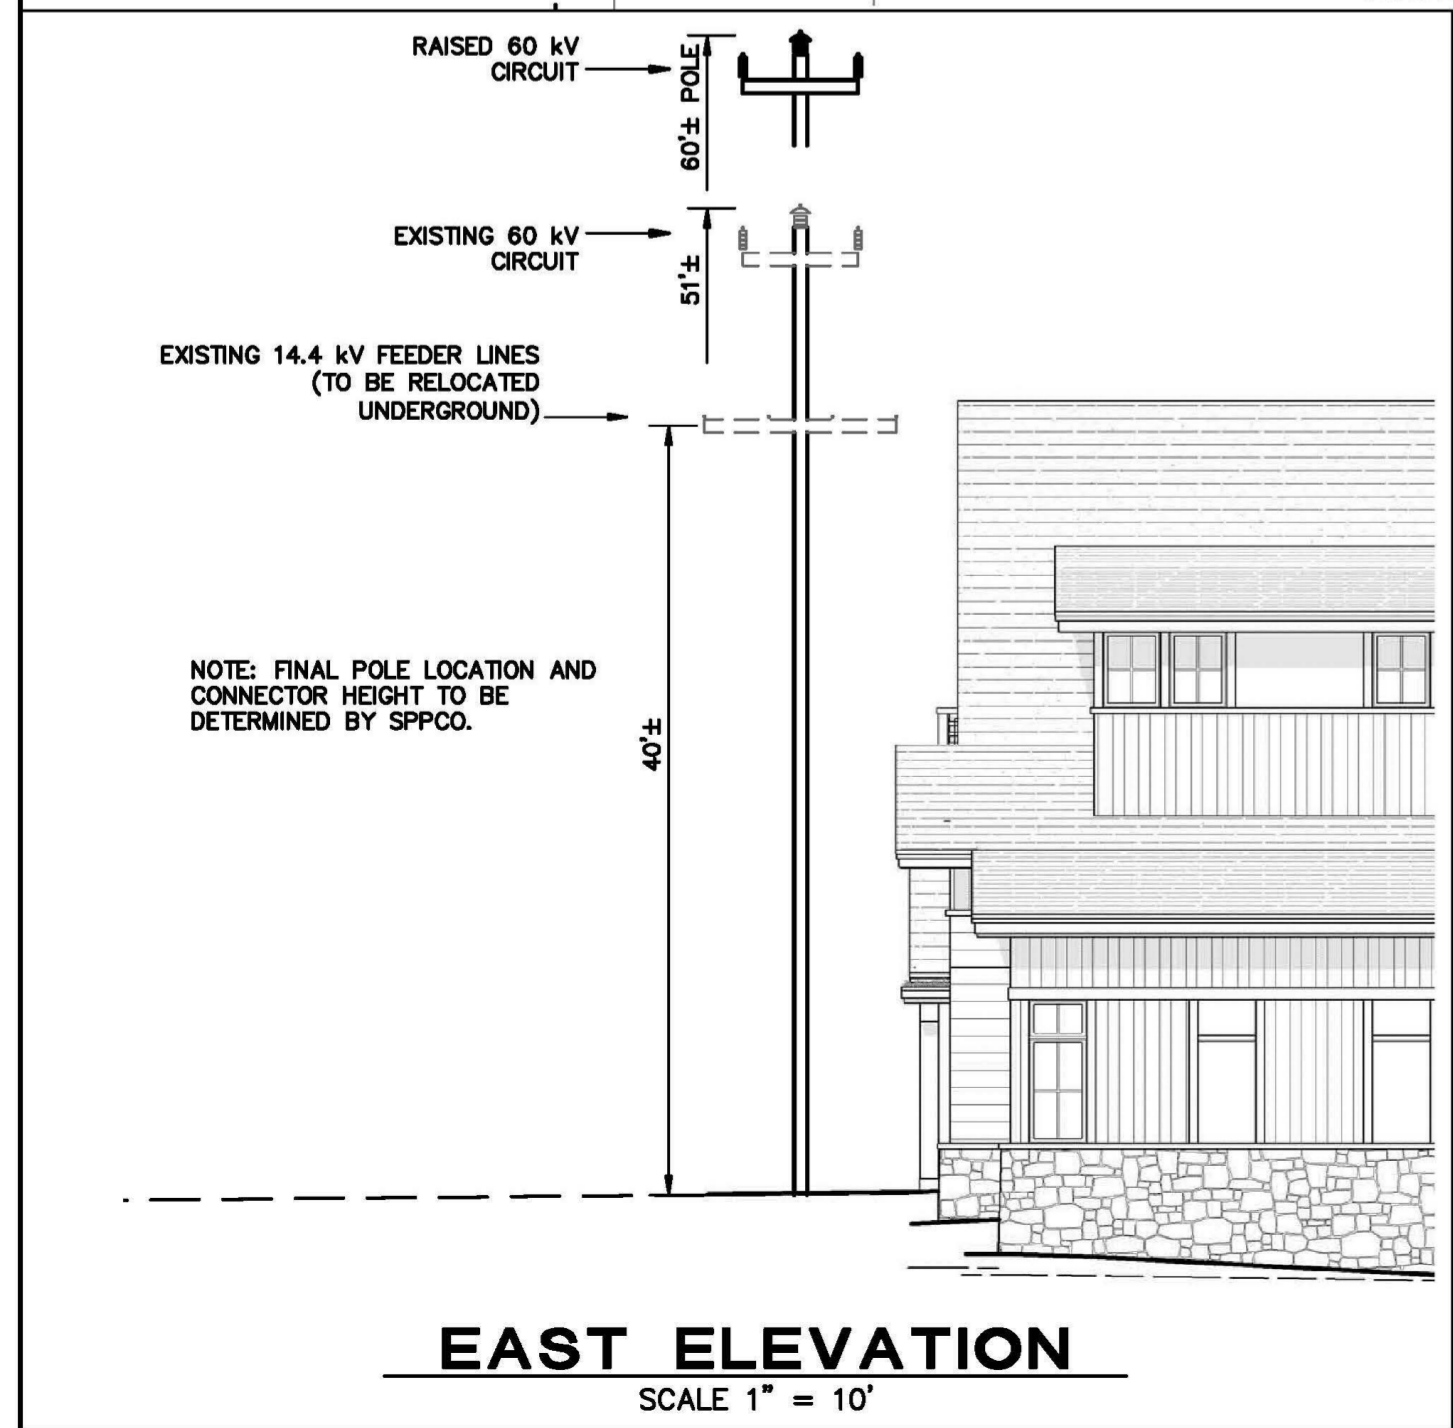 RAISED 60 kV
CIRCUIT
60'± POLE
EXISTING 60 kV
CIRCUIT
51'±
EXISTING 14.4 kV FEEDER LINES
(TO BE RELOCATED
UNDERGROUND)
NOTE: FINAL POLE LOCATION AND
CONNECTOR HEIGHT TO BE
DETERMINED BY SPPCO.
40'±
EAST ELEVATION
SCALE 1" = 10'